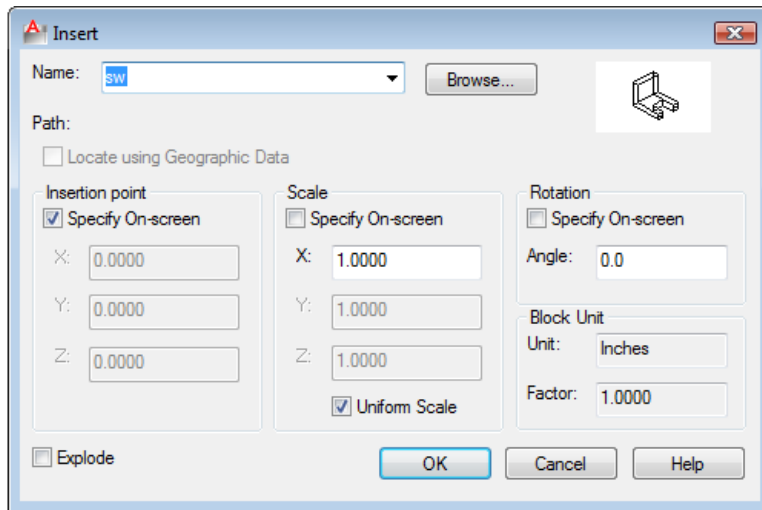 Insert
Name: sw Browse...
Path:
Locate using Geographic Data
Insertion point
Specify On-screen
X: 0.0000
Y: 0.0000
Z: 0.0000
Scale
Specify On-screen
X: 1.0000
Y: 1.0000
Z: 1.0000
Uniform Scale
Rotation
Specify On-screen
Angle: 0.0
Block Unit
Unit: Inches
Factor: 1.0000
Explode
OK Cancel Help